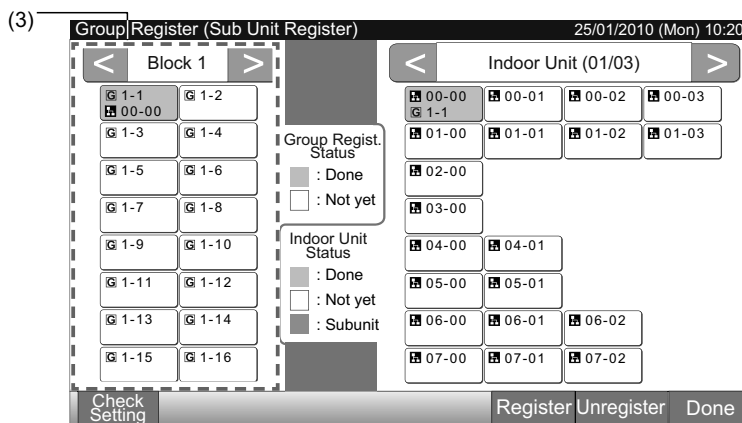 (3)
Group Register (Sub Unit Register) 25/01/2010 (Mon) 10:20
< Block 1 >
G 1-1
00-00
G 1-2
G 1-3
G 1-4
G 1-5
G 1-6
G 1-7
G 1-8
G 1-9
G 1-10
G 1-11
G 1-12
G 1-13
G 1-14
G 1-15
G 1-16
Group Regist.
Status
: Done
: Not yet
Indoor Unit
Status
: Done
: Not yet
: Subunit
< Indoor Unit (01/03) >
00-00
G 1-1
00-01
00-02
00-03
01-00
01-01
01-02
01-03
02-00
03-00
04-00
04-01
05-00
05-01
06-00
06-01
06-02
07-00
07-01
07-02
Check
Setting
Register
Unregister
Done